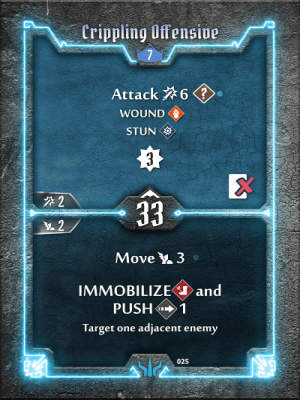 Crippling Offensive
7
Attack 6 ?
WOUND
STUN
3
2
33
2
Move 3
IMMOBILIZE and
PUSH 1
Target one adjacent enemy
025